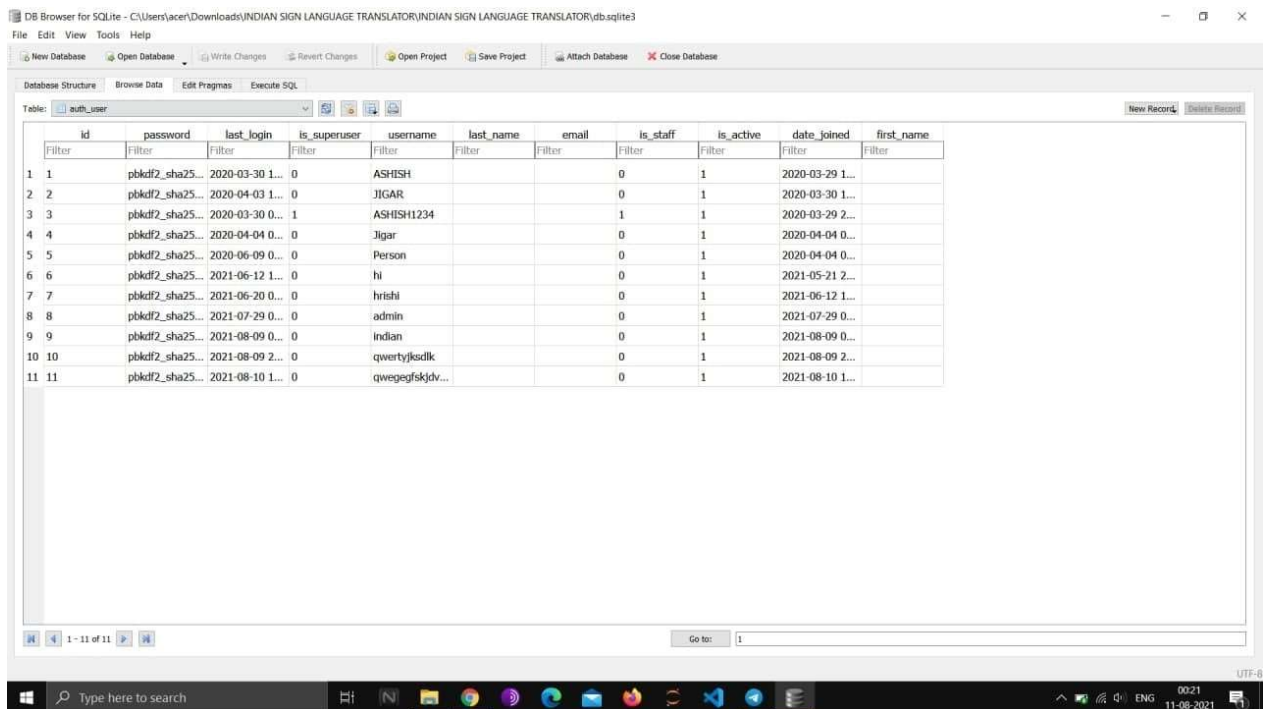 DB Browser for SQLite - C:\Users\acer\Downloads\INDIAN SIGN LANGUAGE TRANSLATOR\INDIAN SIGN LANGUAGE TRANSLATOR\db.sqlite3
File Edit View Tools Help
New Database Open Database Write Changes Revert Changes Open Project Save Project Attach Database Close Database
Database Structure Browse Data Edit Pragmas Execute SQL
Table: auth_user New Record Delete Record
id password last_login is_superuser username last_name email is_staff is_active date_joined first_name
Filter Filter Filter Filter Filter Filter Filter Filter Filter Filter Filter
1 1 pbkdf2_sha25... 2020-03-30 1... 0 ASHISH 0 1 2020-03-29 1...
2 2 pbkdf2_sha25... 2020-04-03 1... 0 JIGAR 0 1 2020-03-30 1...
3 3 pbkdf2_sha25... 2020-03-30 0... 1 ASHISH1234 1 1 2020-03-29 2...
4 4 pbkdf2_sha25... 2020-04-04 0... 0 Jigar 0 1 2020-04-04 0...
5 5 pbkdf2_sha25... 2020-06-09 0... 0 Person 0 1 2020-04-04 0...
6 6 pbkdf2_sha25... 2021-06-12 1... 0 hi 0 1 2021-05-21 2...
7 7 pbkdf2_sha25... 2021-06-20 0... 0 hrishi 0 1 2021-06-12 1...
8 8 pbkdf2_sha25... 2021-07-29 0... 0 admin 0 1 2021-07-29 0...
9 9 pbkdf2_sha25... 2021-08-09 0... 0 indian 0 1 2021-08-09 0...
10 10 pbkdf2_sha25... 2021-08-09 2... 0 qwertyjksdlk 0 1 2021-08-09 2...
11 11 pbkdf2_sha25... 2021-08-10 1... 0 qwegegfskjdv... 0 1 2021-08-10 1...
1 - 11 of 11 Go to: 1
UTF-8
Type here to search ENG 00:21
11-08-2021